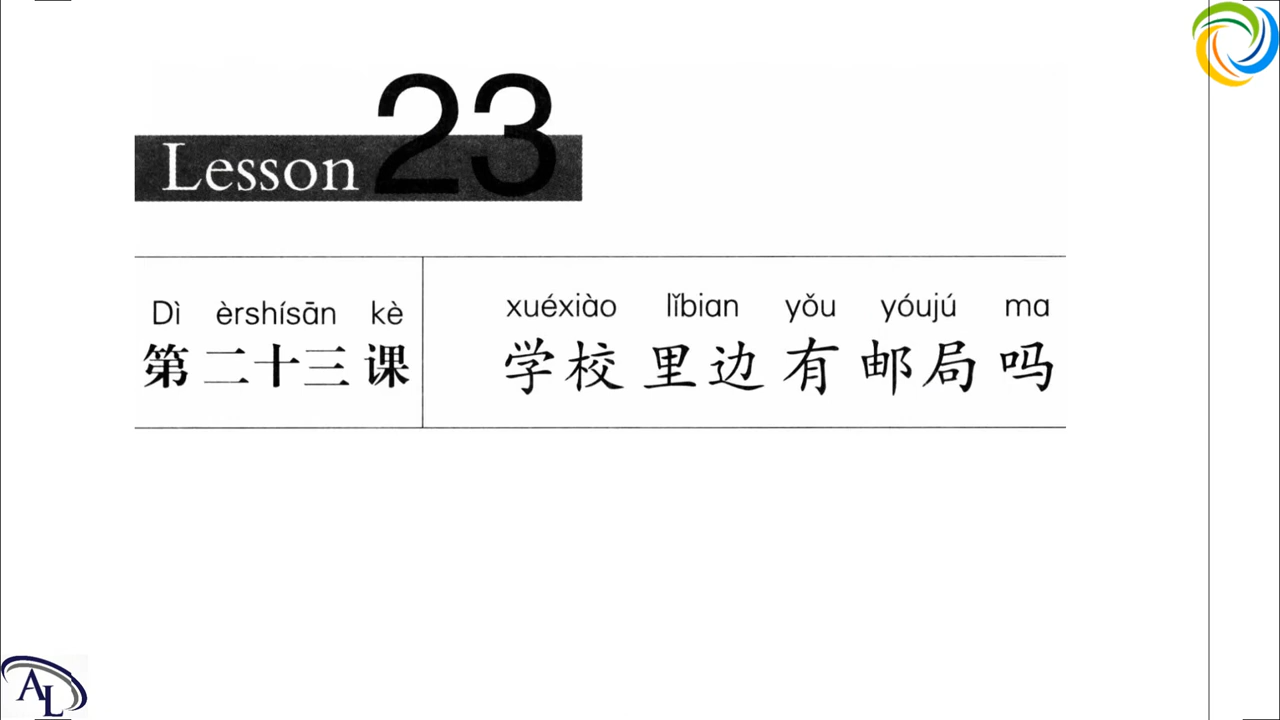 Lesson 23
Dì èrshísān kè
第二十三课
xuéxiào lǐbian yǒu yóujú ma
学校里边有邮局吗
AL